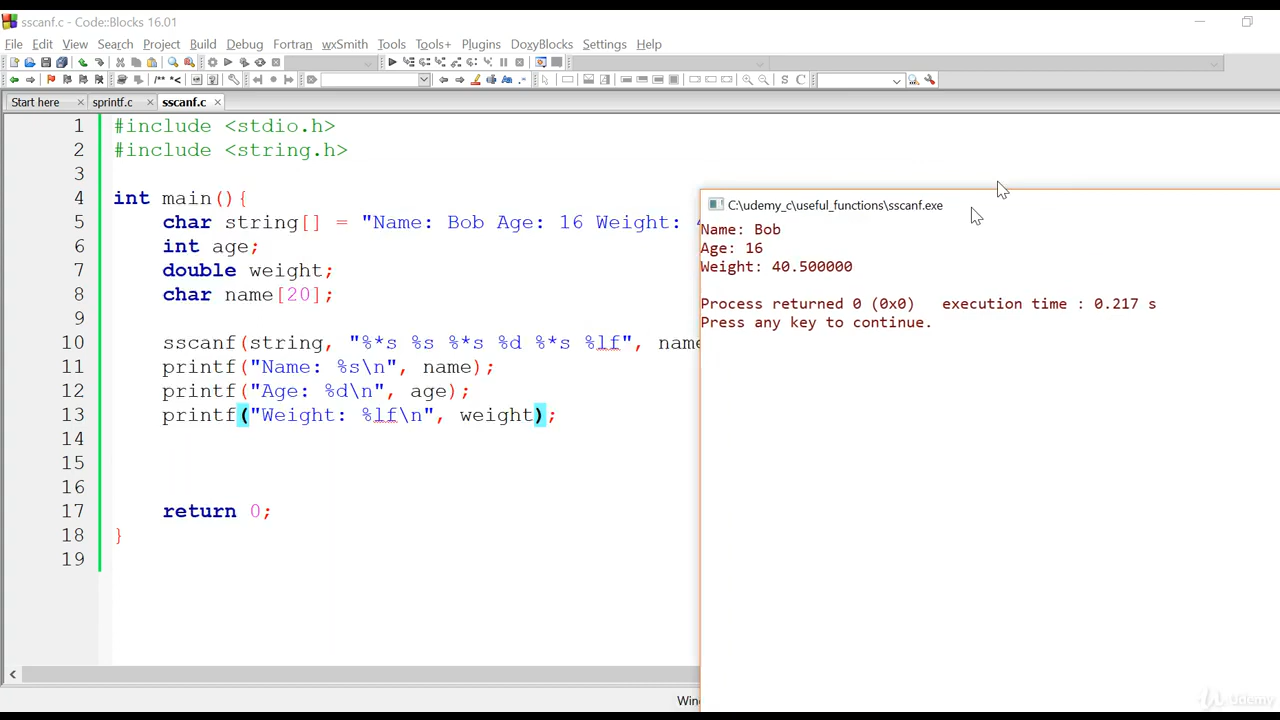 sscanf.c - Code::Blocks 16.01
File Edit View Search Project Build Debug Fortran wxSmith Tools Tools+ Plugins DoxyBlocks Settings Help
Start here sprintf.c sscanf.c
1 #include <stdio.h>
2 #include <string.h>
3
4 int main(){
5 char string[] = "Name: Bob Age: 16 Weight:
6 int age;
7 double weight;
8 char name[20];
9
10 sscanf(string, "%*s %s %*s %d %*s %lf", name
11 printf("Name: %s\n", name);
12 printf("Age: %d\n", age);
13 printf("Weight: %lf\n", weight);
14
15
16
17 return 0;
18 }
19
C:\udemy_c\useful_functions\sscanf.exe
Name: Bob
Age: 16
Weight: 40.500000
Process returned 0 (0x0) execution time : 0.217 s
Press any key to continue.
Udemy